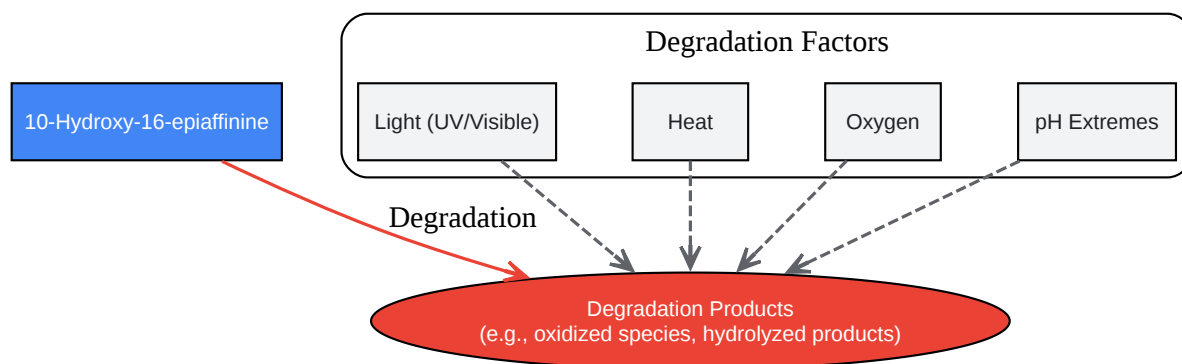 Degradation Factors
10-Hydroxy-16-epiaffinine
Light (UV/Visible)
Heat
Oxygen
pH Extremes
Degradation
Degradation Products
(e.g., oxidized species, hydrolyzed products)